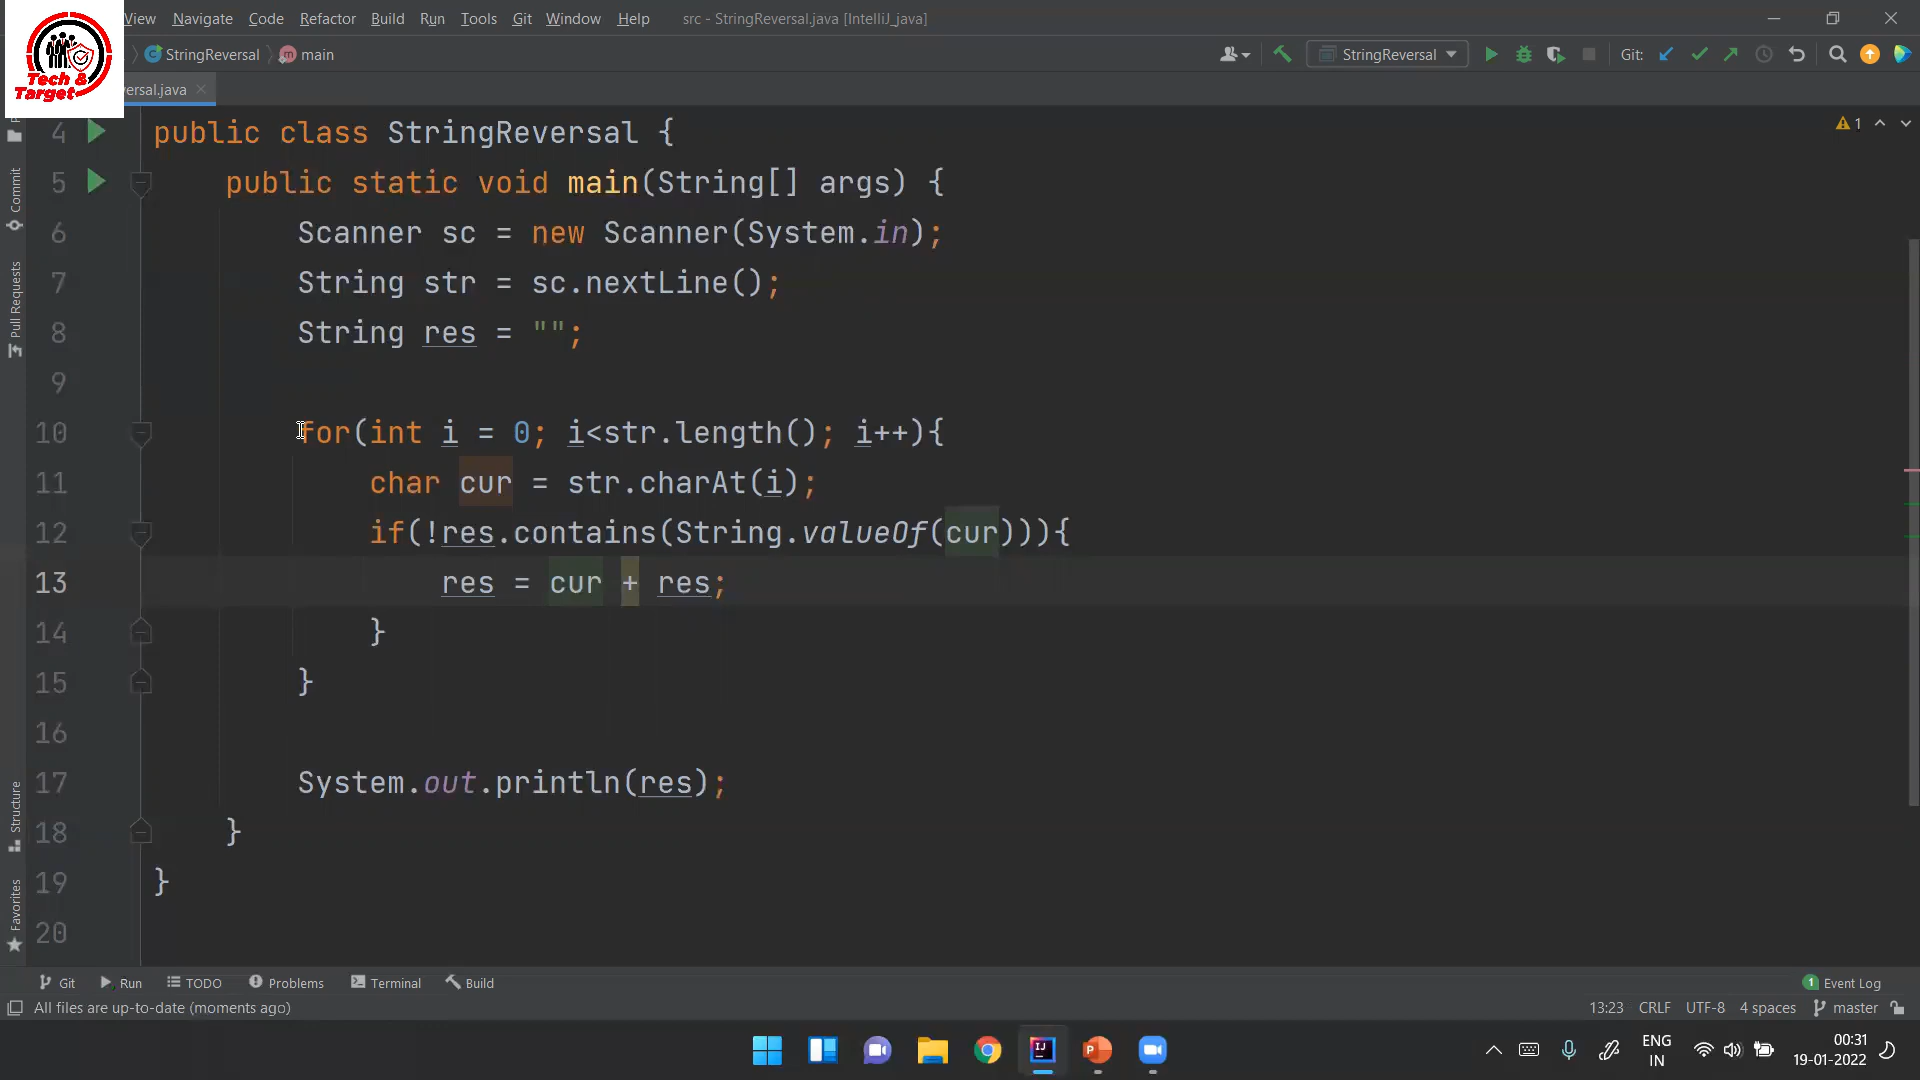 View Navigate Code Refactor Build Run Tools Git Window Help src - StringReversal.java [IntelliJ_java]
Tech &
Target
StringReversal main StringReversal Git:
ersal.java
4 public class StringReversal {
1
5 public static void main(String[] args) {
6 Scanner sc = new Scanner(System.in);
7 String str = sc.nextLine();
8 String res = "";
9
10 for(int i = 0; i<str.length(); i++){
11 char cur = str.charAt(i);
12 if(!res.contains(String.valueOf(cur))){
13 res = cur + res;
14 }
15 }
16
17 System.out.println(res);
18 }
19 }
20
Commit
Pull Requests
Structure
Favorites
Git Run TODO Problems Terminal Build 1 Event Log
All files are up-to-date (moments ago) 13:23 CRLF UTF-8 4 spaces master
ENG
IN
00:31
19-01-2022